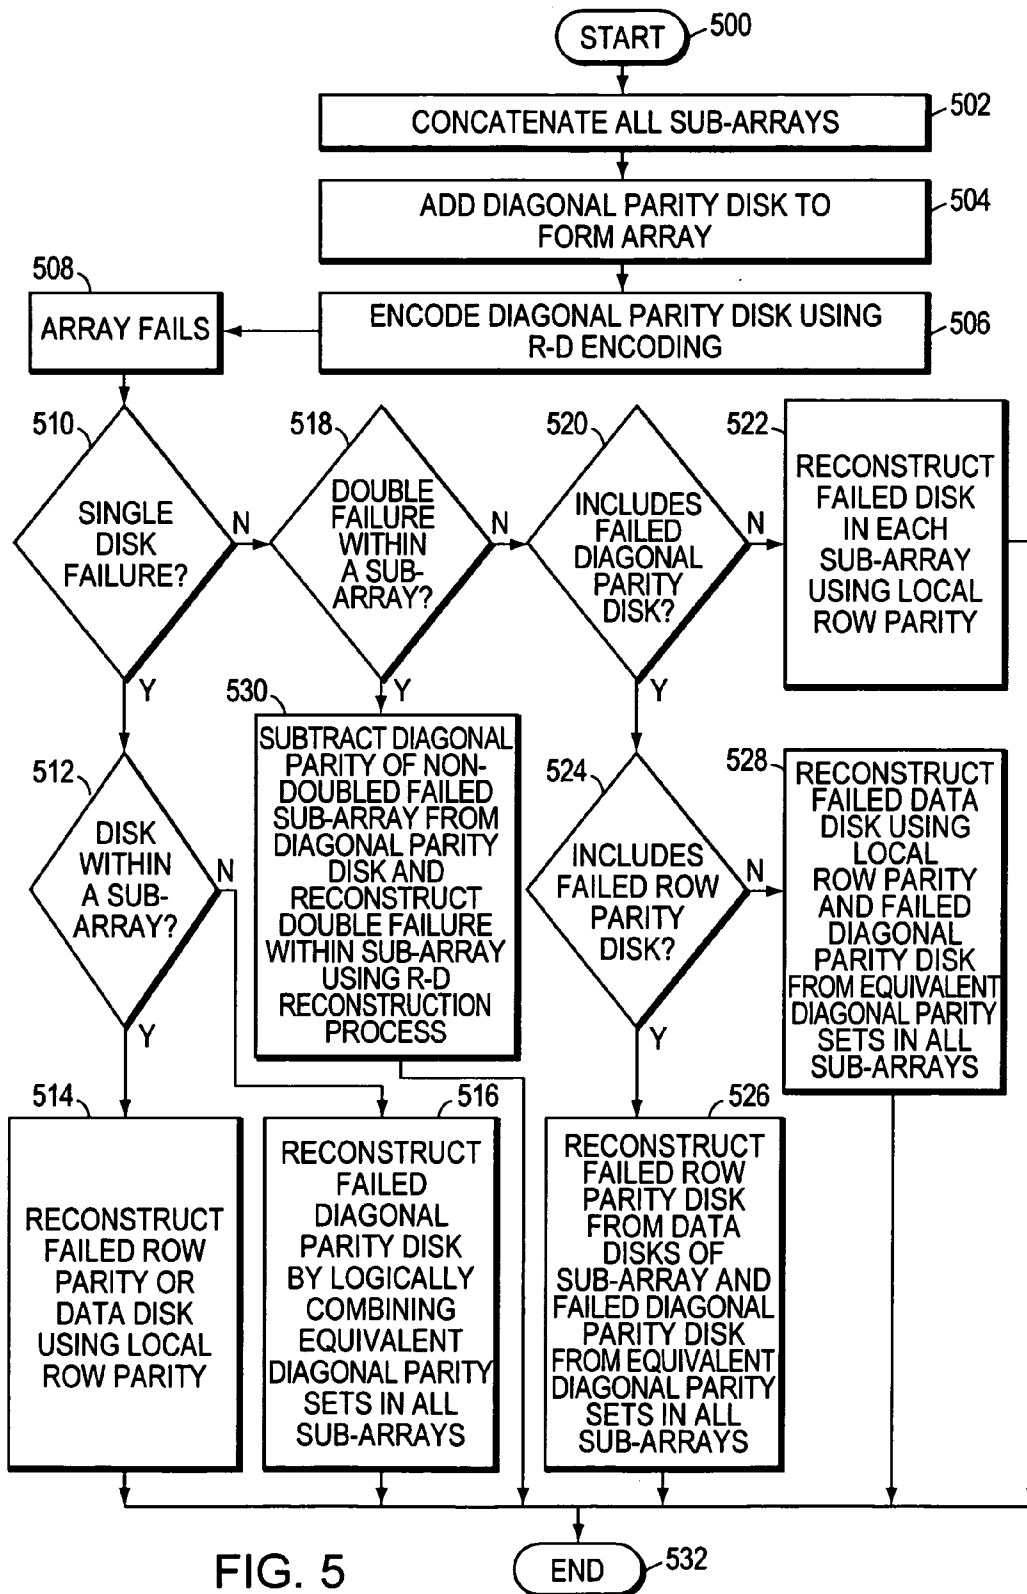 START
500
CONCATENATE ALL SUB-ARRAYS
502
ADD DIAGONAL PARITY DISK TO
FORM ARRAY
504
508
ARRAY FAILS
ENCODE DIAGONAL PARITY DISK USING
R-D ENCODING
506
510
SINGLE
DISK
FAILURE?
N
Y
518
DOUBLE
FAILURE
WITHIN
A SUB-
ARRAY?
N
Y
520
INCLUDES
FAILED
DIAGONAL
PARITY
DISK?
N
Y
522
RECONSTRUCT
FAILED DISK
IN EACH
SUB-ARRAY
USING LOCAL
ROW PARITY
512
DISK
WITHIN
A SUB-
ARRAY?
N
Y
530
SUBTRACT DIAGONAL
PARITY OF NON-
DOUBLED FAILED
SUB-ARRAY FROM
DIAGONAL PARITY
DISK AND
RECONSTRUCT
DOUBLE FAILURE
WITHIN SUB-ARRAY
USING R-D
RECONSTRUCTION
PROCESS
524
INCLUDES
FAILED ROW
PARITY
DISK?
N
Y
528
RECONSTRUCT
FAILED DATA
DISK USING
LOCAL
ROW PARITY
AND FAILED
DIAGONAL
PARITY DISK
FROM EQUIVALENT
DIAGONAL PARITY
SETS IN ALL
SUB-ARRAYS
514
RECONSTRUCT
FAILED ROW
PARITY OR
DATA DISK
USING LOCAL
ROW PARITY
516
RECONSTRUCT
FAILED
DIAGONAL
PARITY DISK
BY LOGICALLY
COMBINING
EQUIVALENT
DIAGONAL PARITY
SETS IN ALL
SUB-ARRAYS
526
RECONSTRUCT
FAILED ROW
PARITY DISK
FROM DATA
DISKS OF
SUB-ARRAY AND
FAILED DIAGONAL
PARITY DISK
FROM EQUIVALENT
DIAGONAL PARITY
SETS IN ALL
SUB-ARRAYS
FIG. 5
END
532